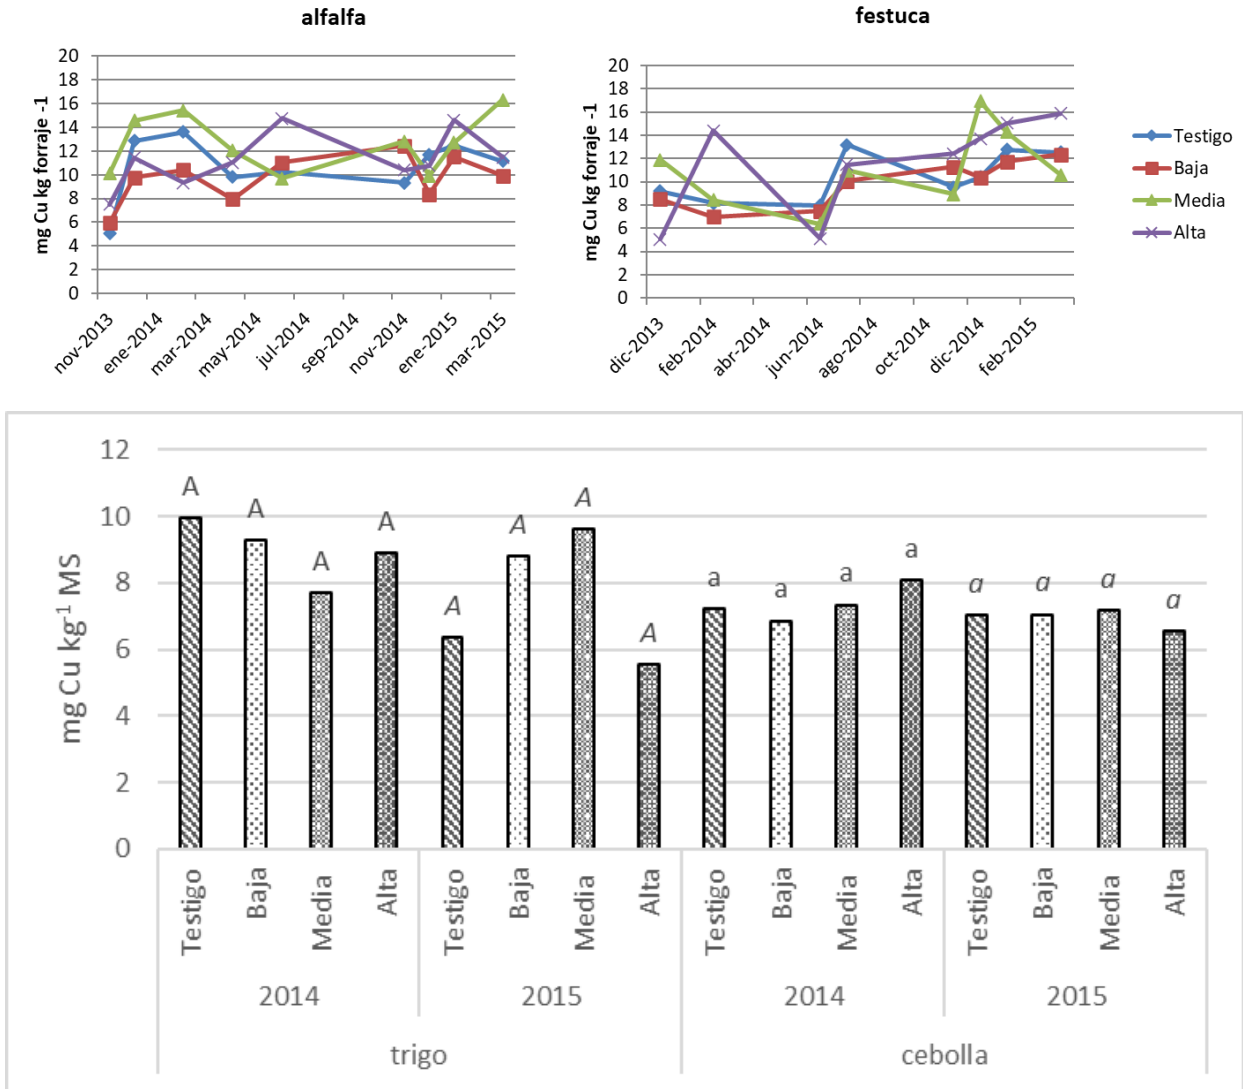 alfalfa
mg Cu kg forraje -1
20
18
16
14
12
10
8
6
4
2
0
nov-2013
ene-2014
mar-2014
may-2014
jul-2014
sep-2014
nov-2014
ene-2015
mar-2015
festuca
mg Cu kg forraje -1
20
18
16
14
12
10
8
6
4
2
0
dic-2013
feb-2014
abr-2014
jun-2014
ago-2014
oct-2014
dic-2014
feb-2015
Testigo
Baja
Media
Alta
mg Cu kg-1 MS
12
10
8
6
4
2
0
A A A A A A A A a a a a a a a a
Testigo Baja Media Alta Testigo Baja Media Alta Testigo Baja Media Alta Testigo Baja Media Alta
2014 2015 2014 2015
trigo cebolla